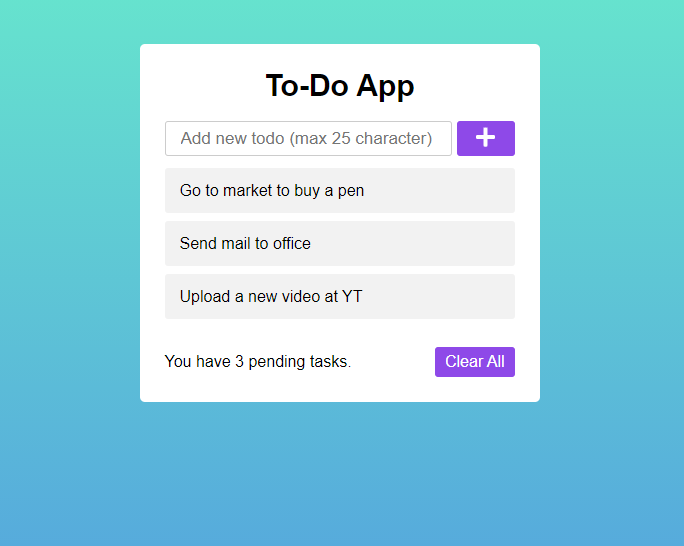 To-Do App
Add new todo (max 25 character)
Go to market to buy a pen
Send mail to office
Upload a new video at YT
You have 3 pending tasks.
Clear All